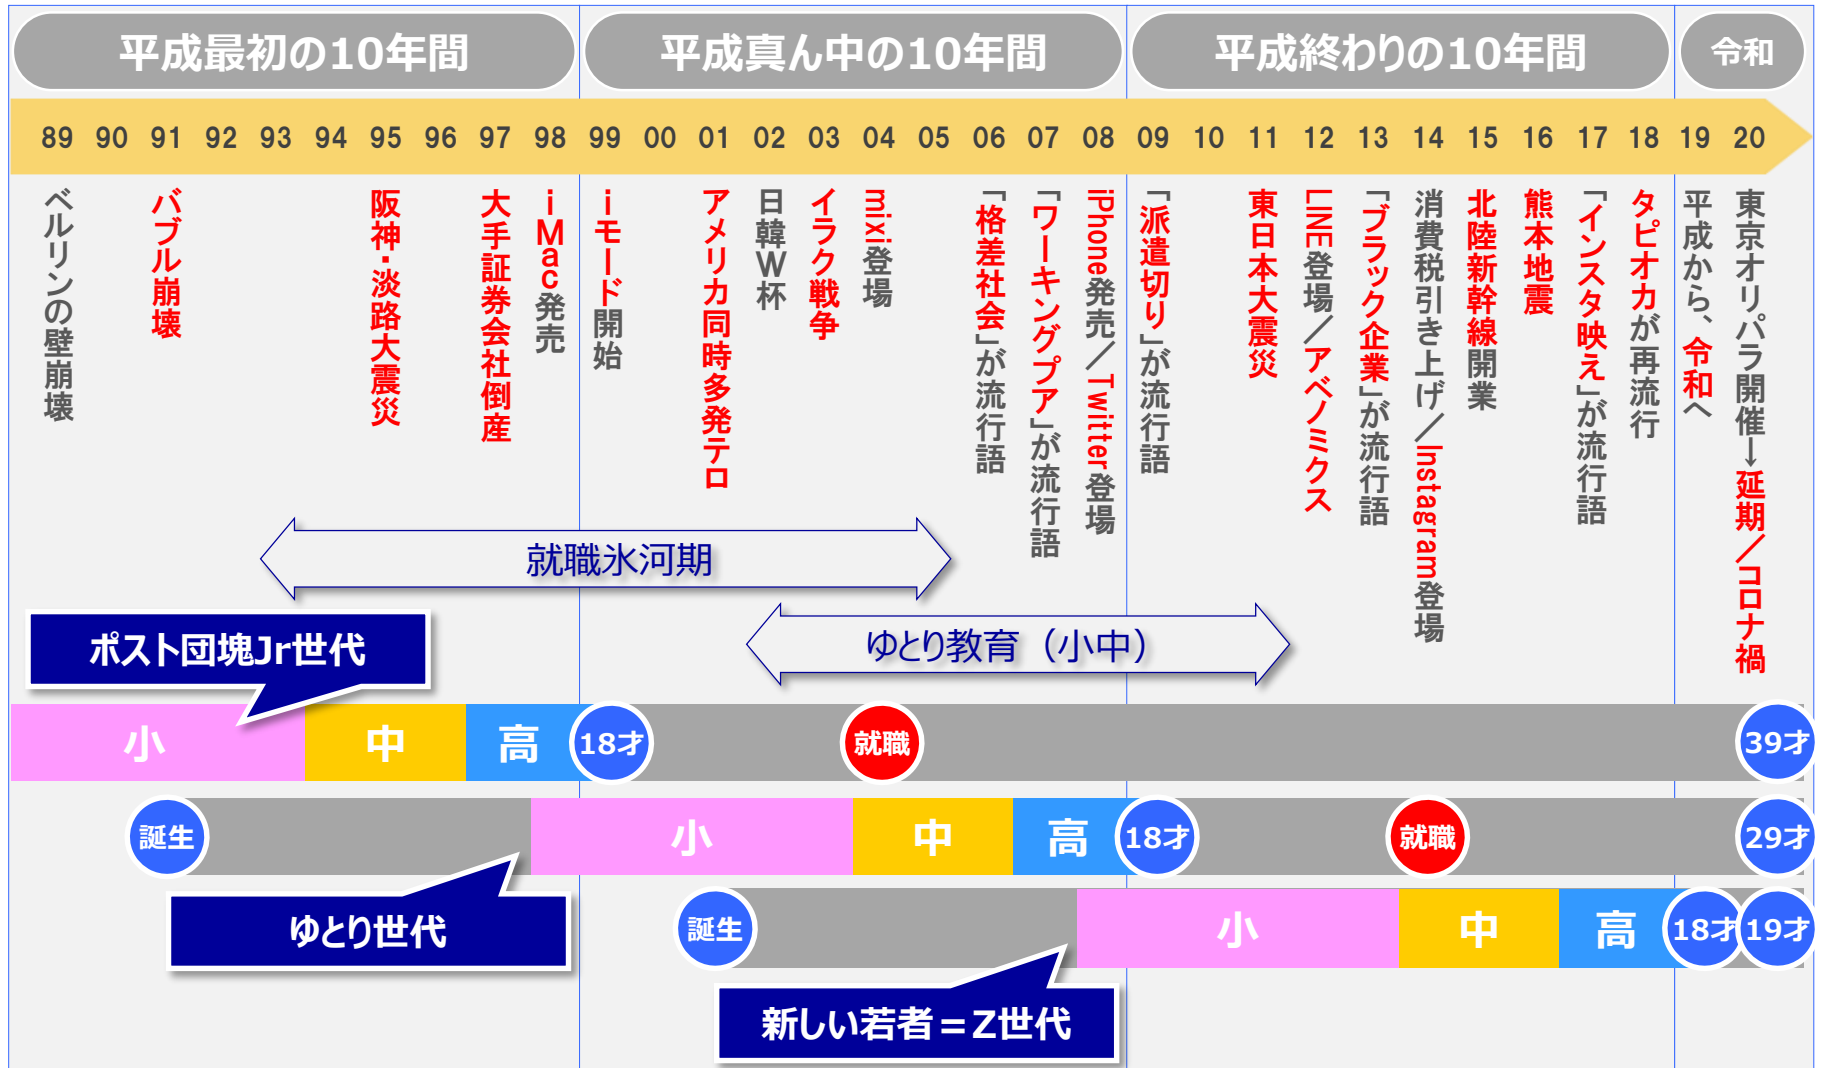 平成最初の10年間
平成真ん中の10年間
平成終わりの10年間
令和
89 90 91 92 93 94 95 96 97 98 99 00 01 02 03 04 05 06 07 08 09 10 11 12 13 14 15 16 17 18 19 20
ベルリンの壁崩壊
バブル崩壊
阪神・淡路大震災
大手証券会社倒産
iMac発売
iモード開始
アメリカ同時多発テロ
日韓W杯
イラク戦争
mixi登場
「格差社会」が流行語
「ワーキングプア」が流行語
iPhone発売／Twitter登場
「派遣切り」が流行語
東日本大震災
LINE登場／アベノミクス
「ブラック企業」が流行語
消費税引き上げ／Instagram登場
北陸新幹線開業
熊本地震
「インスタ映え」が流行語
タピオカが再流行
平成から、令和へ
東京オリパラ開催→延期／コロナ禍
就職氷河期
ゆとり教育（小中）
ポスト団塊Jr世代
小 中 高 18才 就職 39才
誕生 小 中 高 18才 就職 29才
ゆとり世代
誕生 小 中 高 18才 19才
新しい若者＝Z世代